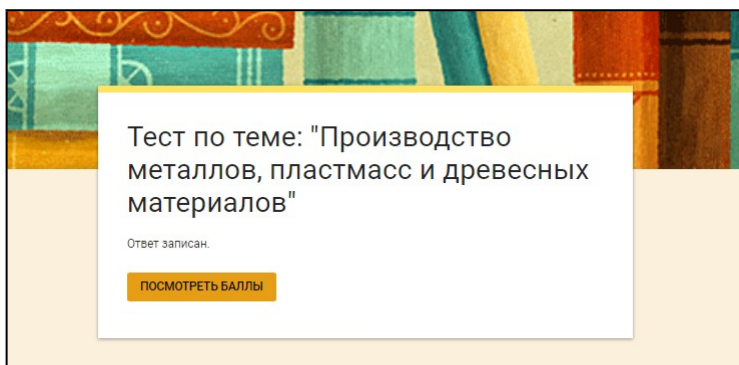 Тест по теме: "Производство
металлов, пластмасс и древесных
материалов"
Ответ записан.
ПОСМОТРЕТЬ БАЛЛЫ